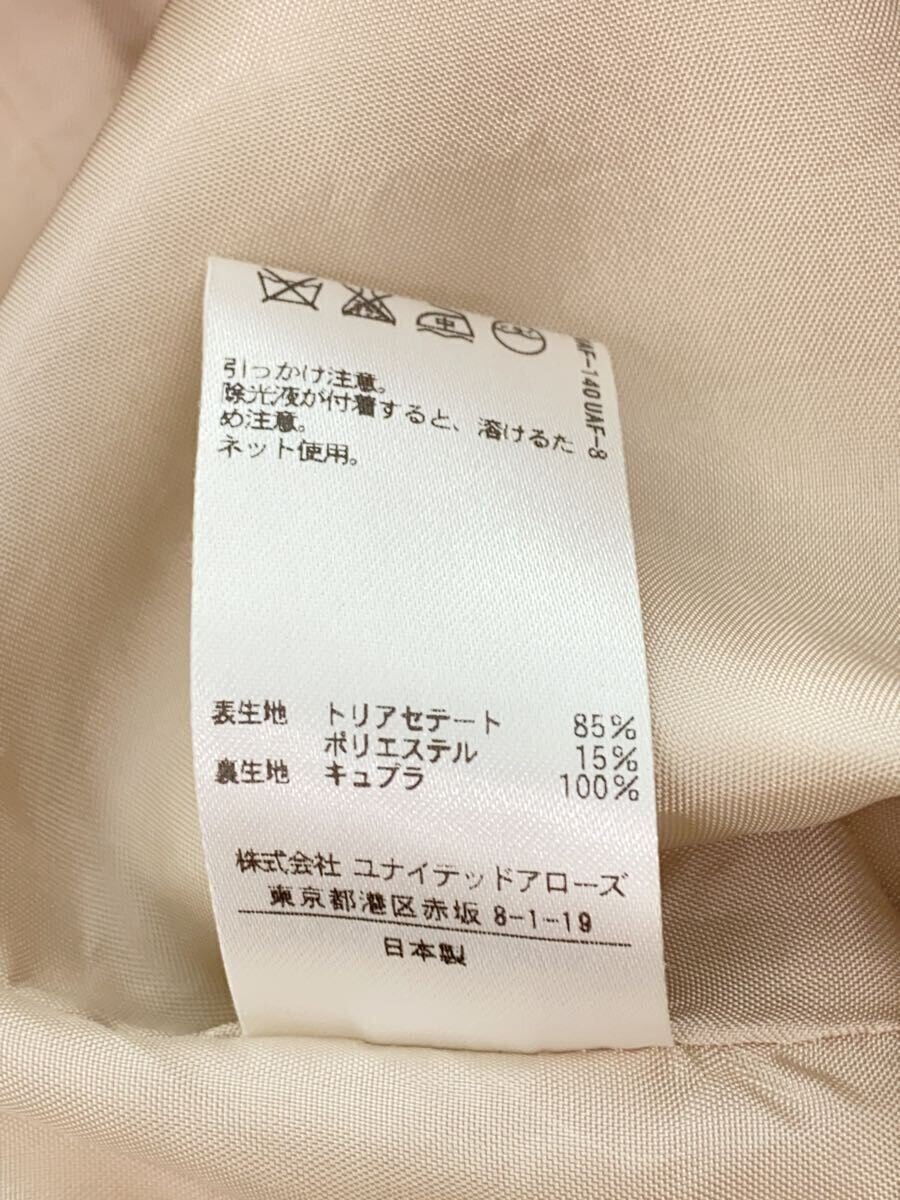 中
引っかけ注意。
除光液が付着すると、溶けるた
め注意。
ネット使用。
-140 UAF-8
表生地 トリアセテート 85%
ポリエステル 15%
裏生地 キュプラ 100%
株式会社 ユナイテッドアローズ
東京都港区赤坂 8-1-19
日本製